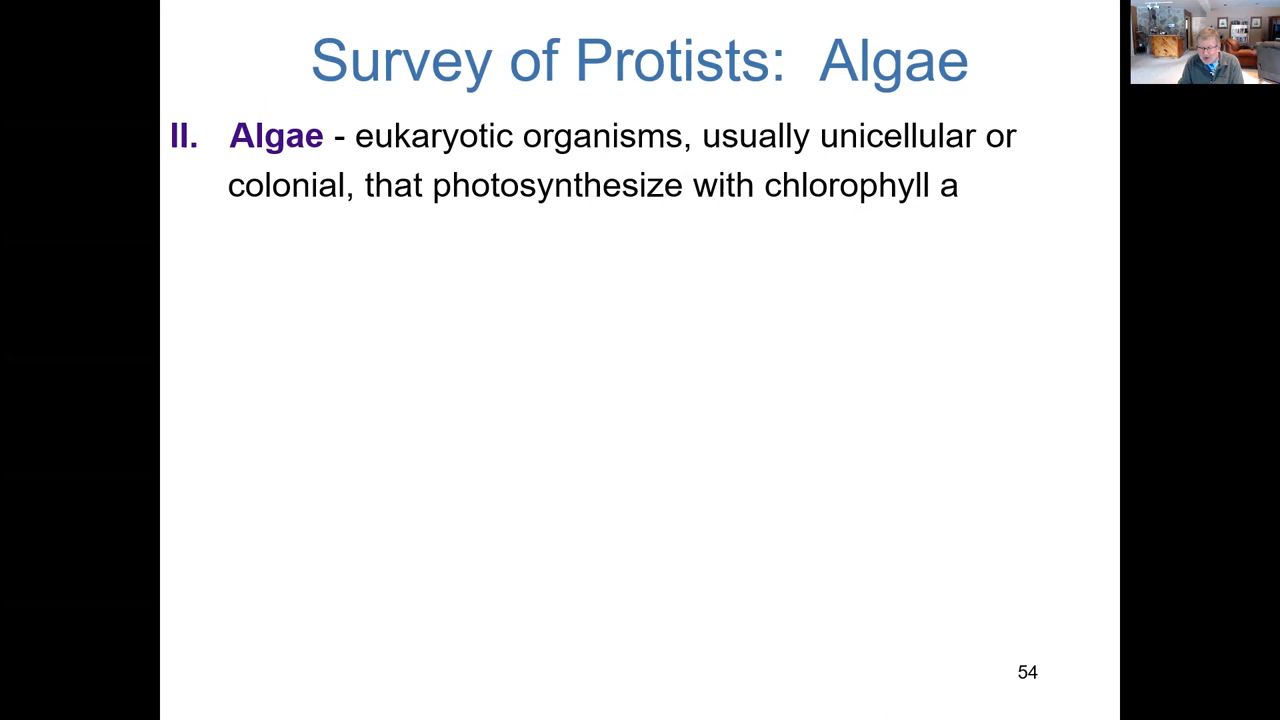 Survey of Protists: Algae
II. Algae - eukaryotic organisms, usually unicellular or
colonial, that photosynthesize with chlorophyll a
54